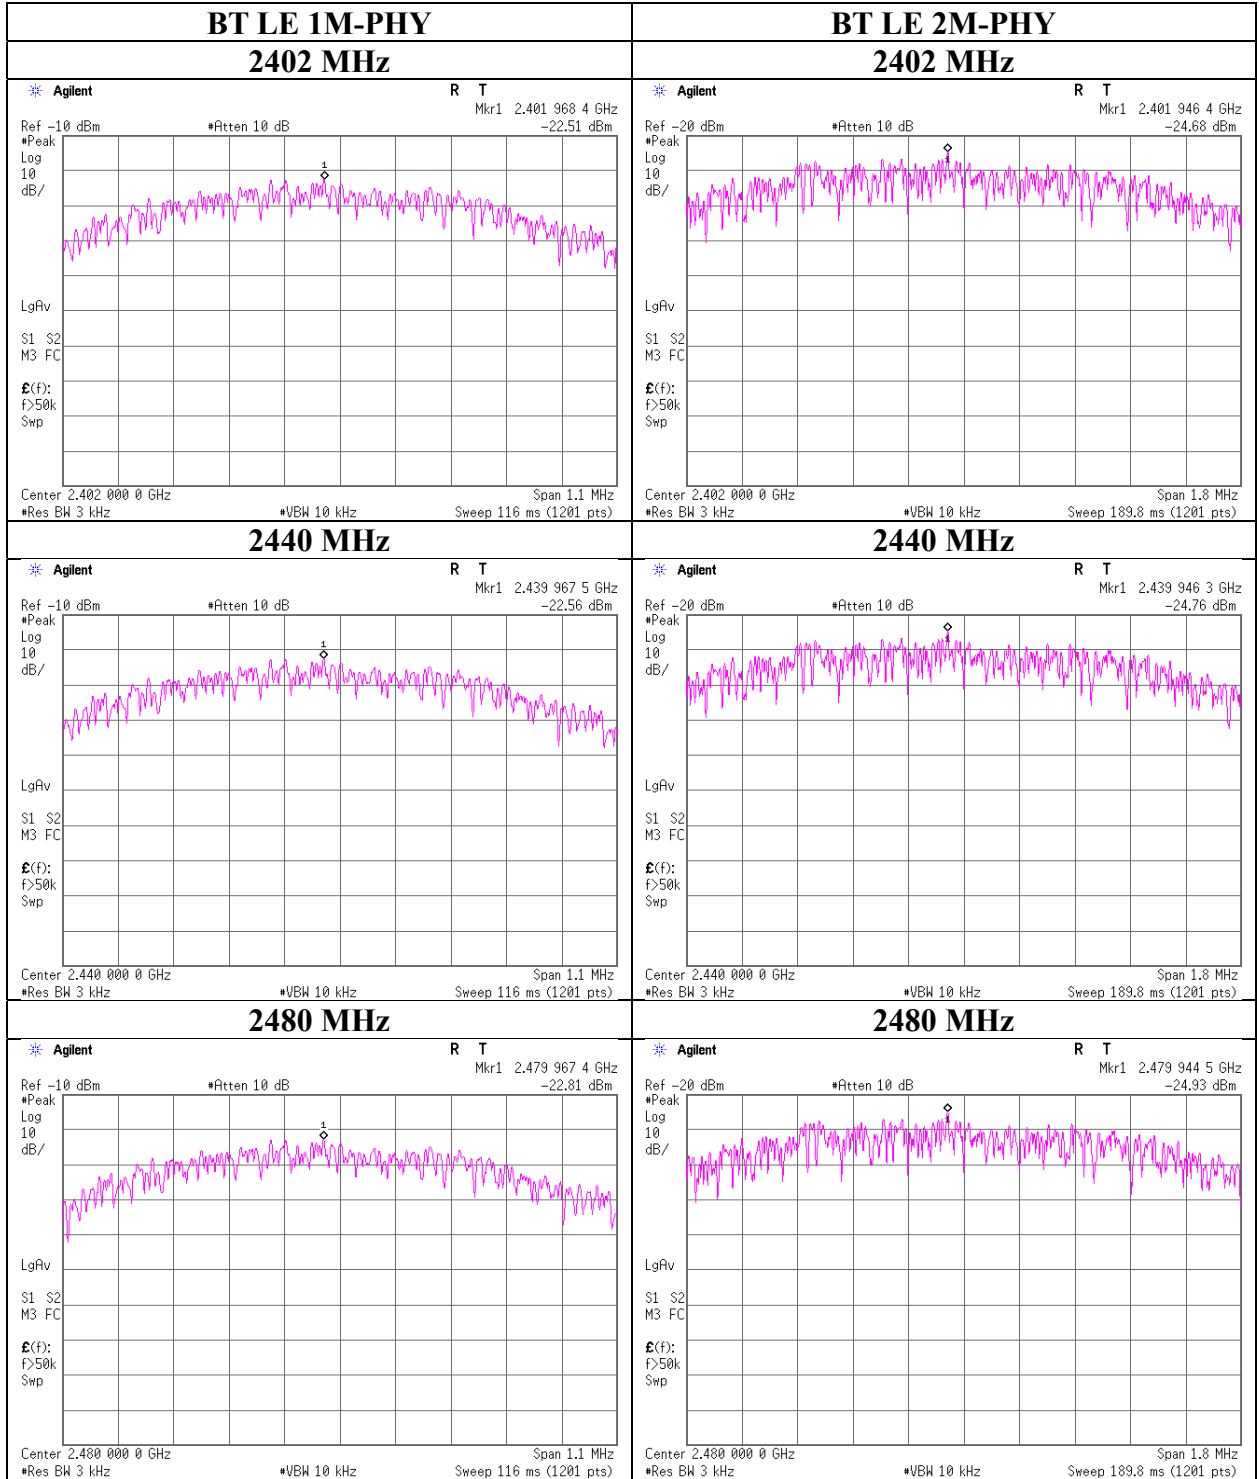 BT LE 1M-PHY BT LE 2M-PHY
2402 MHz 2402 MHz
Agilent R T
Mkr1 2.401 968 4 GHz
Ref -10 dBm #Atten 10 dB -22.51 dBm
#Peak
Log
10
dB/
1
LgAv
S1 S2
M3 FC
£(f):
f>50k
Swp
Center 2.402 000 0 GHz Span 1.1 MHz
#Res BW 3 kHz #VBW 10 kHz Sweep 116 ms (1201 pts)
Agilent R T
Mkr1 2.401 946 4 GHz
Ref -20 dBm #Atten 10 dB -24.68 dBm
#Peak
Log
10
dB/
1
LgAv
S1 S2
M3 FC
£(f):
f>50k
Swp
Center 2.402 000 0 GHz Span 1.8 MHz
#Res BW 3 kHz #VBW 10 kHz Sweep 189.8 ms (1201 pts)
2440 MHz 2440 MHz
Agilent R T
Mkr1 2.439 967 5 GHz
Ref -10 dBm #Atten 10 dB -22.56 dBm
#Peak
Log
10
dB/
1
LgAv
S1 S2
M3 FC
£(f):
f>50k
Swp
Center 2.440 000 0 GHz Span 1.1 MHz
#Res BW 3 kHz #VBW 10 kHz Sweep 116 ms (1201 pts)
Agilent R T
Mkr1 2.439 946 3 GHz
Ref -20 dBm #Atten 10 dB -24.76 dBm
#Peak
Log
10
dB/
1
LgAv
S1 S2
M3 FC
£(f):
f>50k
Swp
Center 2.440 000 0 GHz Span 1.8 MHz
#Res BW 3 kHz #VBW 10 kHz Sweep 189.8 ms (1201 pts)
2480 MHz 2480 MHz
Agilent R T
Mkr1 2.479 967 4 GHz
Ref -10 dBm #Atten 10 dB -22.81 dBm
#Peak
Log
10
dB/
1
LgAv
S1 S2
M3 FC
£(f):
f>50k
Swp
Center 2.480 000 0 GHz Span 1.1 MHz
#Res BW 3 kHz #VBW 10 kHz Sweep 116 ms (1201 pts)
Agilent R T
Mkr1 2.479 944 5 GHz
Ref -20 dBm #Atten 10 dB -24.93 dBm
#Peak
Log
10
dB/
1
LgAv
S1 S2
M3 FC
£(f):
f>50k
Swp
Center 2.480 000 0 GHz Span 1.8 MHz
#Res BW 3 kHz #VBW 10 kHz Sweep 189.8 ms (1201 pts)